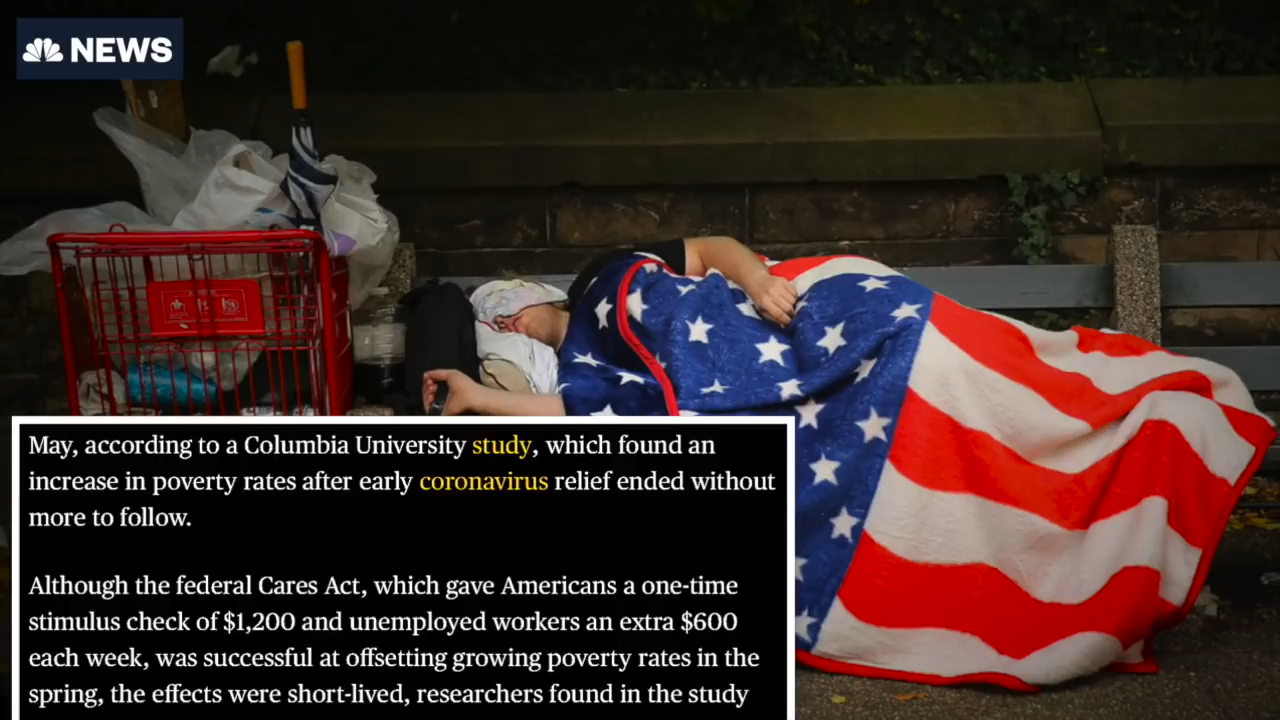 NEWS
May, according to a Columbia University study, which found an
increase in poverty rates after early coronavirus relief ended without
more to follow.
Although the federal Cares Act, which gave Americans a one-time
stimulus check of $1,200 and unemployed workers an extra $600
each week, was successful at offsetting growing poverty rates in the
spring, the effects were short-lived, researchers found in the study